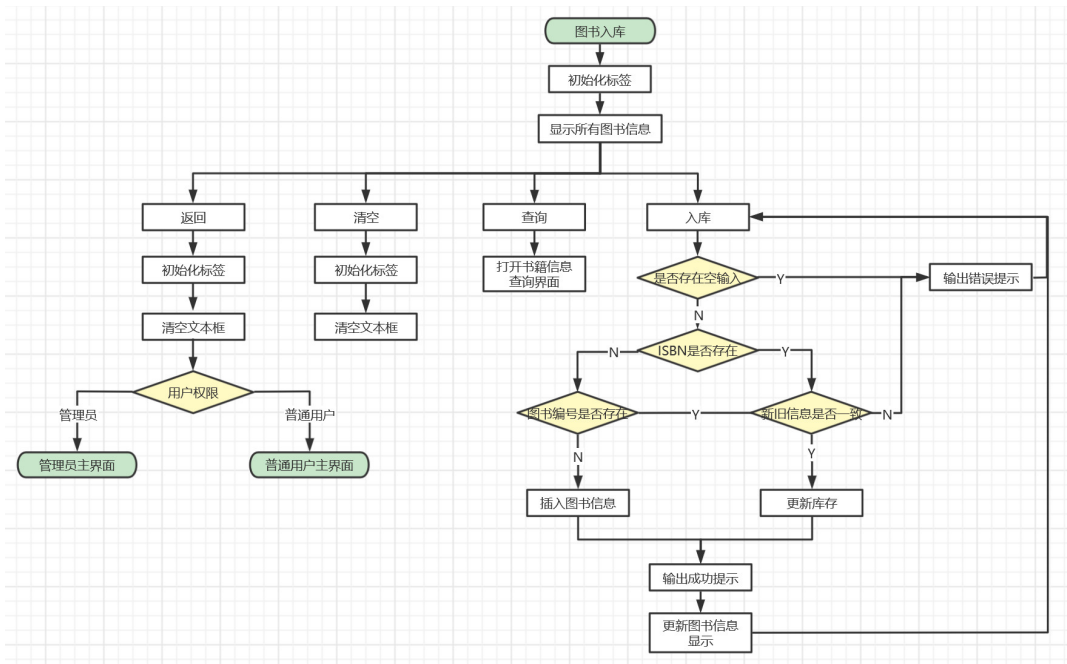 图书入库
初始化标签
显示所有图书信息
返回
清空
查询
入库
初始化标签
初始化标签
打开书籍信息
查询界面
是否存在空输入
Y
输出错误提示
N
清空文本框
清空文本框
N
ISBN是否存在
Y
用户权限
管理员
普通用户
图书编号是否存在
Y
新旧信息是否一致
N
N
Y
管理员主界面
普通用户主界面
插入图书信息
更新库存
输出成功提示
更新图书信息
显示